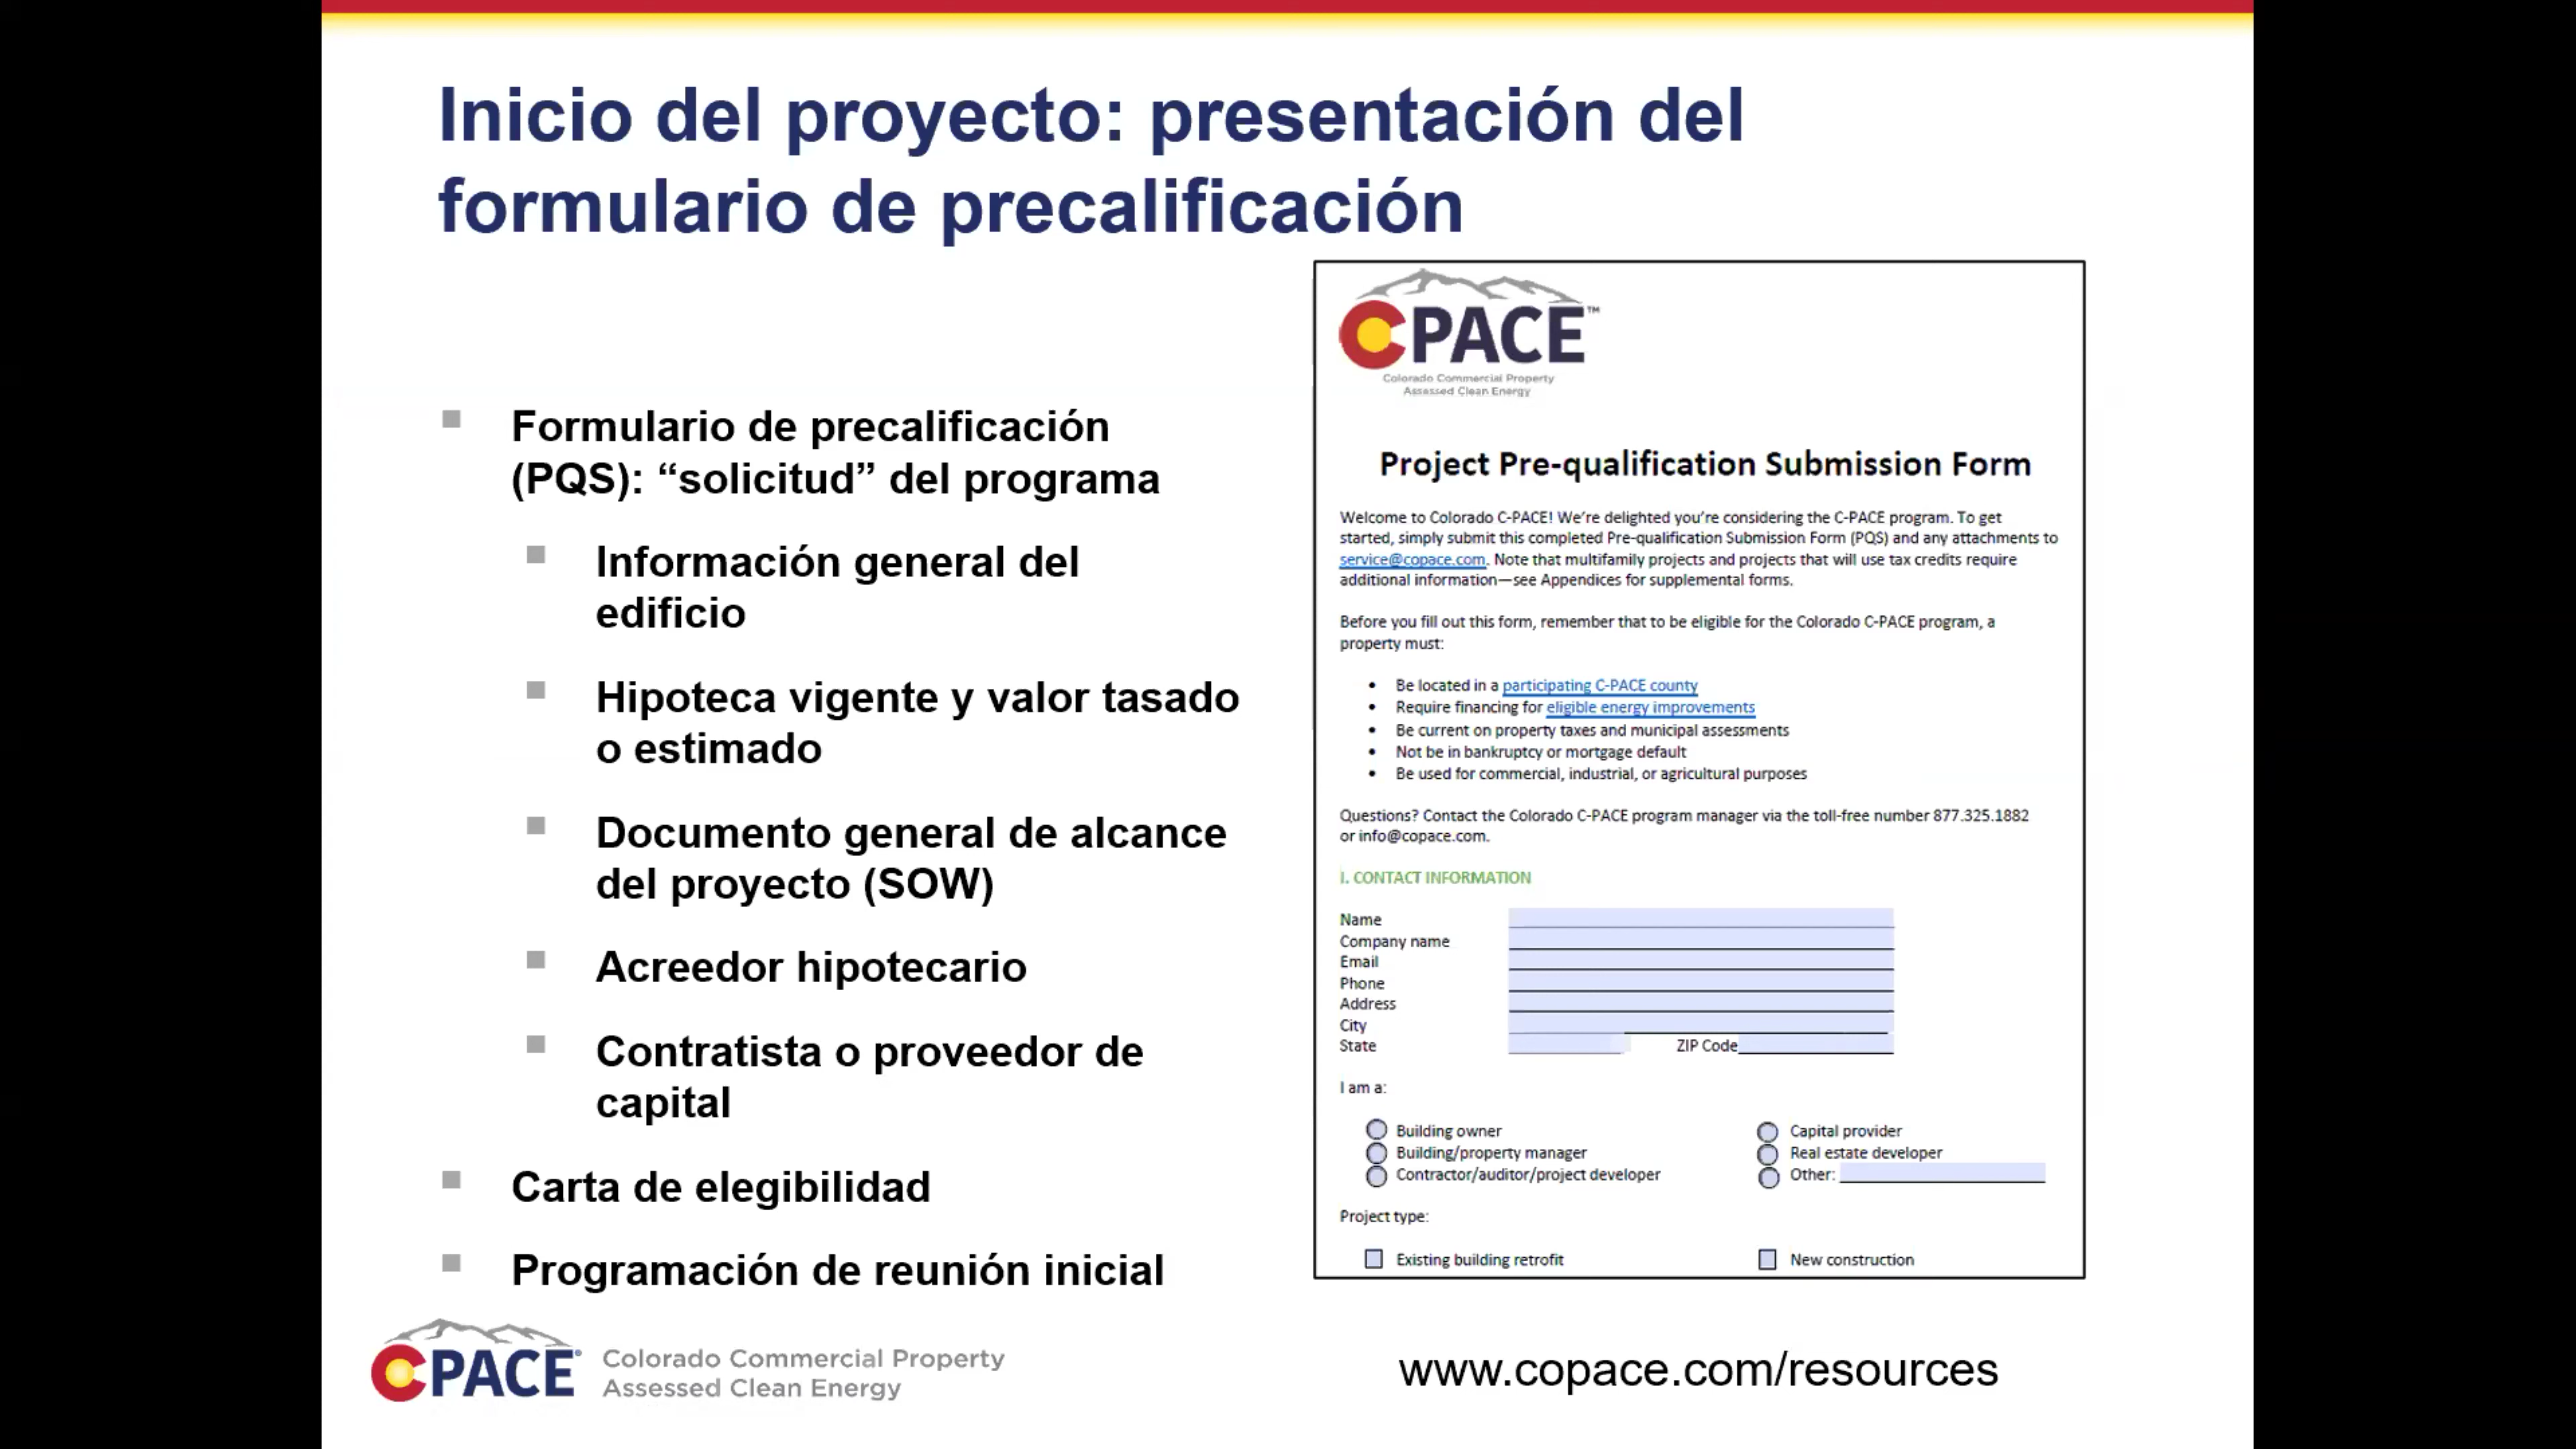 Inicio del proyecto: presentación del
formulario de precalificación
Formulario de precalificación
(PQS): “solicitud” del programa
Información general del
edificio
Hipoteca vigente y valor tasado
o estimado
Documento general de alcance
del proyecto (SOW)
Acreedor hipotecario
Contratista o proveedor de
capital
Carta de elegibilidad
Programación de reunión inicial
CPACE™
Colorado Commercial Property
Assessed Clean Energy
Project Pre-qualification Submission Form
Welcome to Colorado C-PACE! We’re delighted you’re considering the C-PACE program. To get
started, simply submit this completed Pre-qualification Submission Form (PQS) and any attachments to
service@copace.com. Note that multifamily projects and projects that will use tax credits require
additional information—see Appendices for supplemental forms.
Before you fill out this form, remember that to be eligible for the Colorado C-PACE program, a
property must:
• Be located in a participating C-PACE county
• Require financing for eligible energy improvements
• Be current on property taxes and municipal assessments
• Not be in bankruptcy or mortgage default
• Be used for commercial, industrial, or agricultural purposes
Questions? Contact the Colorado C-PACE program manager via the toll-free number 877.325.1882
or info@copace.com.
I. CONTACT INFORMATION
Name
Company name
Email
Phone
Address
City
State ZIP Code
I am a:
Building owner Capital provider
Building/property manager Real estate developer
Contractor/auditor/project developer Other:
Project type:
Existing building retrofit New construction
CPACE®
Colorado Commercial Property
Assessed Clean Energy
www.copace.com/resources